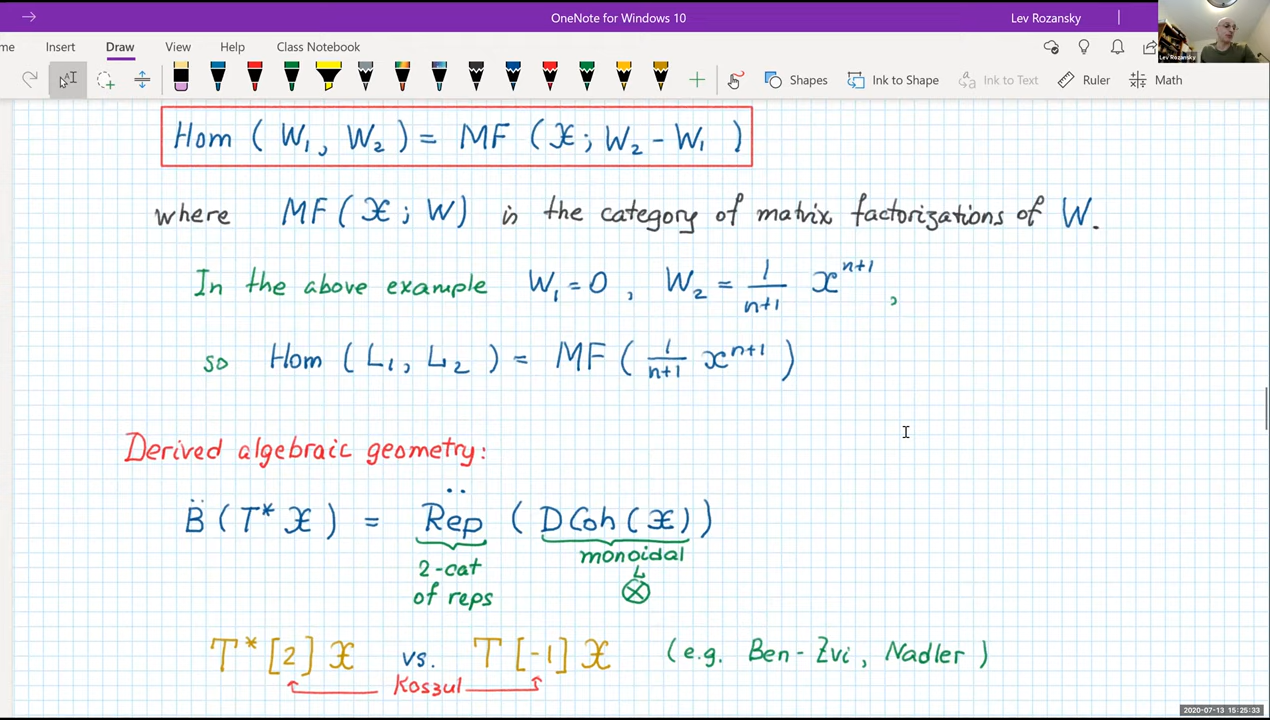 OneNote for Windows 10
Lev Rozansky
me Insert Draw View Help Class Notebook
Shapes Ink to Shape Ink to Text Ruler Math
Lev Rozansky
Hom ( W₁, W₂ ) = MF ( 𝒳 ; W₂ - W₁ )
where MF ( 𝒳 ; W ) is the category of matrix factorizations of W.
In the above example W₁ = 0 , W₂ = 1/(n+1) x^(n+1) ,
so Hom ( L₁, L₂ ) = MF ( 1/(n+1) x^(n+1) )
Derived algebraic geometry:
B̈ ( T* 𝒳 ) = R̈ep ( DCoh ( 𝒳 ) )
2-cat monoidal
of reps L ⊗
T*[2] 𝒳 vs. T[-1] 𝒳 (e.g. Ben-Zvi, Nadler )
Koszul
2020-07-13 15:25:33